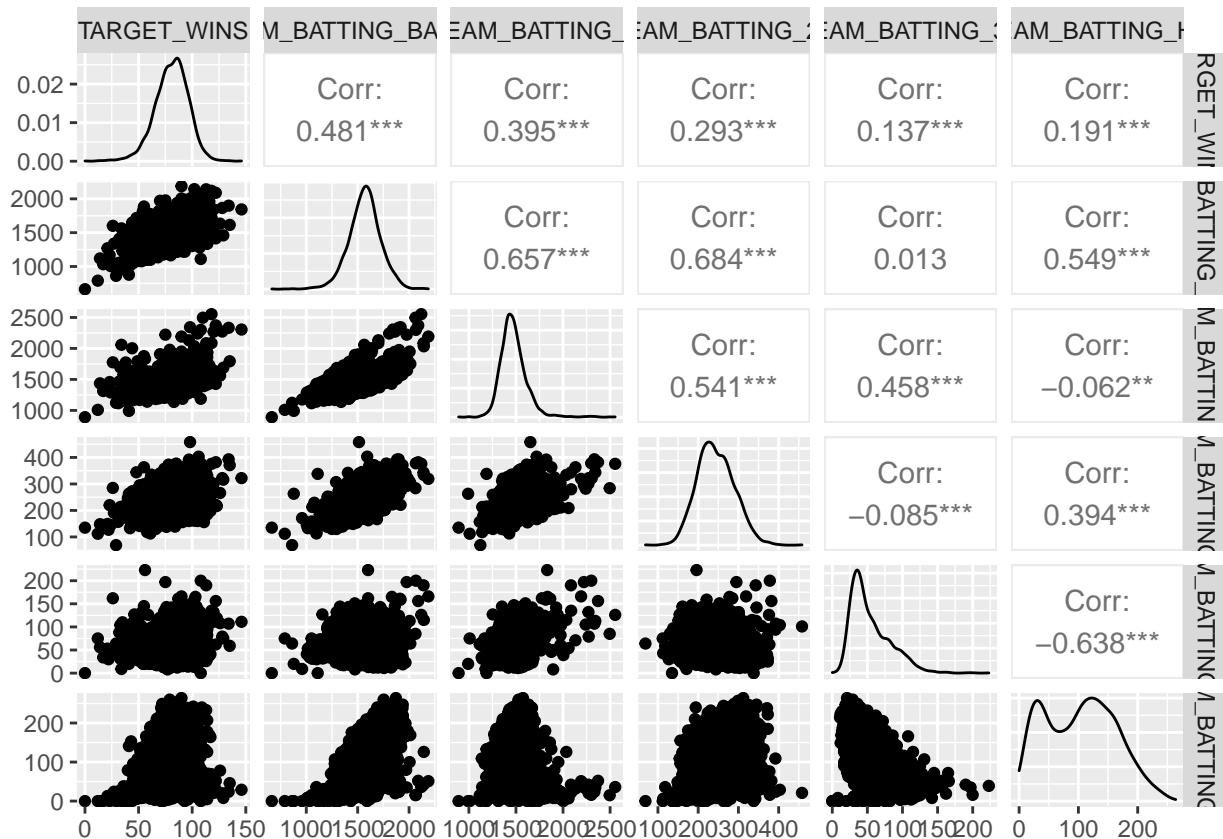 TARGET_WINS M_BATTING_BA EAM_BATTING_ EAM_BATTING_2 EAM_BATTING_3 EAM_BATTING_H
0.02
0.01
0.00
Corr:
0.481***
Corr:
0.395***
Corr:
0.293***
Corr:
0.137***
Corr:
0.191***
RGET_WI
2000
1500
1000
Corr:
0.657***
Corr:
0.684***
Corr:
0.013
Corr:
0.549***
BATTING_
2500
2000
1500
1000
Corr:
0.541***
Corr:
0.458***
Corr:
−0.062**
M_BATTIN
400
300
200
100
Corr:
−0.085***
Corr:
0.394***
M_BATTING
200
150
100
50
0
Corr:
−0.638***
M_BATTING
200
100
0
M_BATTING
0 50 100 150
1000 1500 2000
1000 1500 2000 2500
100 200 300 400
0 50 100 150 200
0 100 200